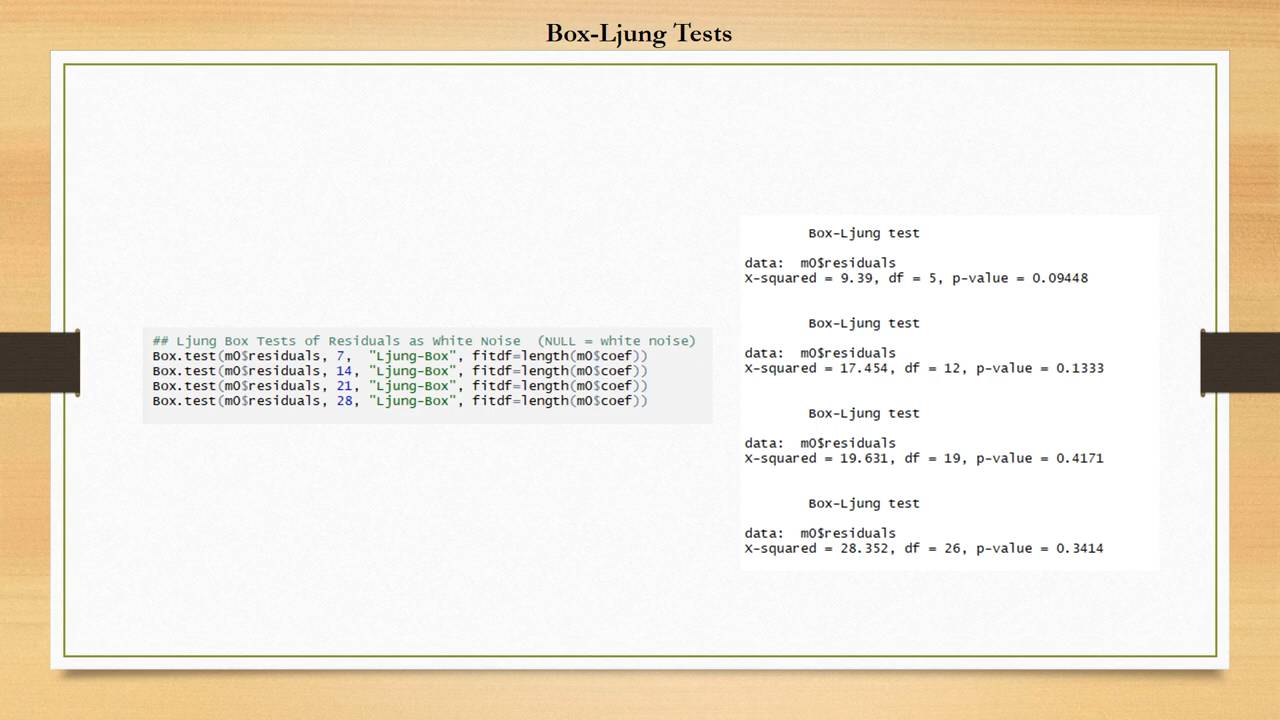 Box-Ljung Tests
## Ljung Box Tests of Residuals as White Noise  (NULL = white noise)
Box.test(m0$residuals, 7,  "Ljung-Box", fitdf=length(m0$coef))
Box.test(m0$residuals, 14, "Ljung-Box", fitdf=length(m0$coef))
Box.test(m0$residuals, 21, "Ljung-Box", fitdf=length(m0$coef))
Box.test(m0$residuals, 28, "Ljung-Box", fitdf=length(m0$coef))
Box-Ljung test
data:  m0$residuals
X-squared = 9.39, df = 5, p-value = 0.09448
Box-Ljung test
data:  m0$residuals
X-squared = 17.454, df = 12, p-value = 0.1333
Box-Ljung test
data:  m0$residuals
X-squared = 19.631, df = 19, p-value = 0.4171
Box-Ljung test
data:  m0$residuals
X-squared = 28.352, df = 26, p-value = 0.3414